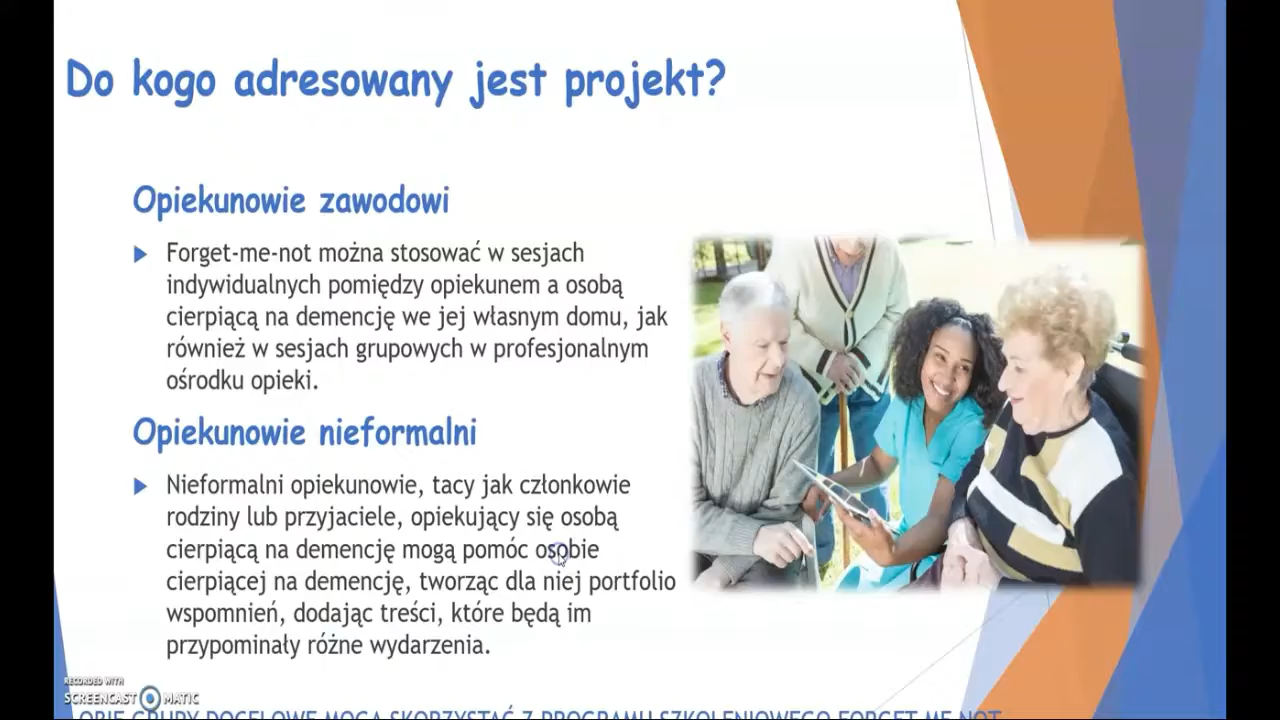 Do kogo adresowany jest projekt?
Opiekunowie zawodowi
Forget-me-not można stosować w sesjach
indywidualnych pomiędzy opiekunem a osobą
cierpiącą na demencję we jej własnym domu, jak
również w sesjach grupowych w profesjonalnym
ośrodku opieki.
Opiekunowie nieformalni
Nieformalni opiekunowie, tacy jak członkowie
rodziny lub przyjaciele, opiekujący się osobą
cierpiącą na demencję mogą pomóc osobie
cierpiącej na demencję, tworząc dla niej portfolio
wspomnień, dodając treści, które będą im
przypominały różne wydarzenia.
RECORDED WITH
SCREENCAST MATIC
OBIE GRUPY DOCELOWE MOGĄ SKORZYSTAĆ Z PROGRAMU SZKOLENIOWEGO FORGET-ME-NOT